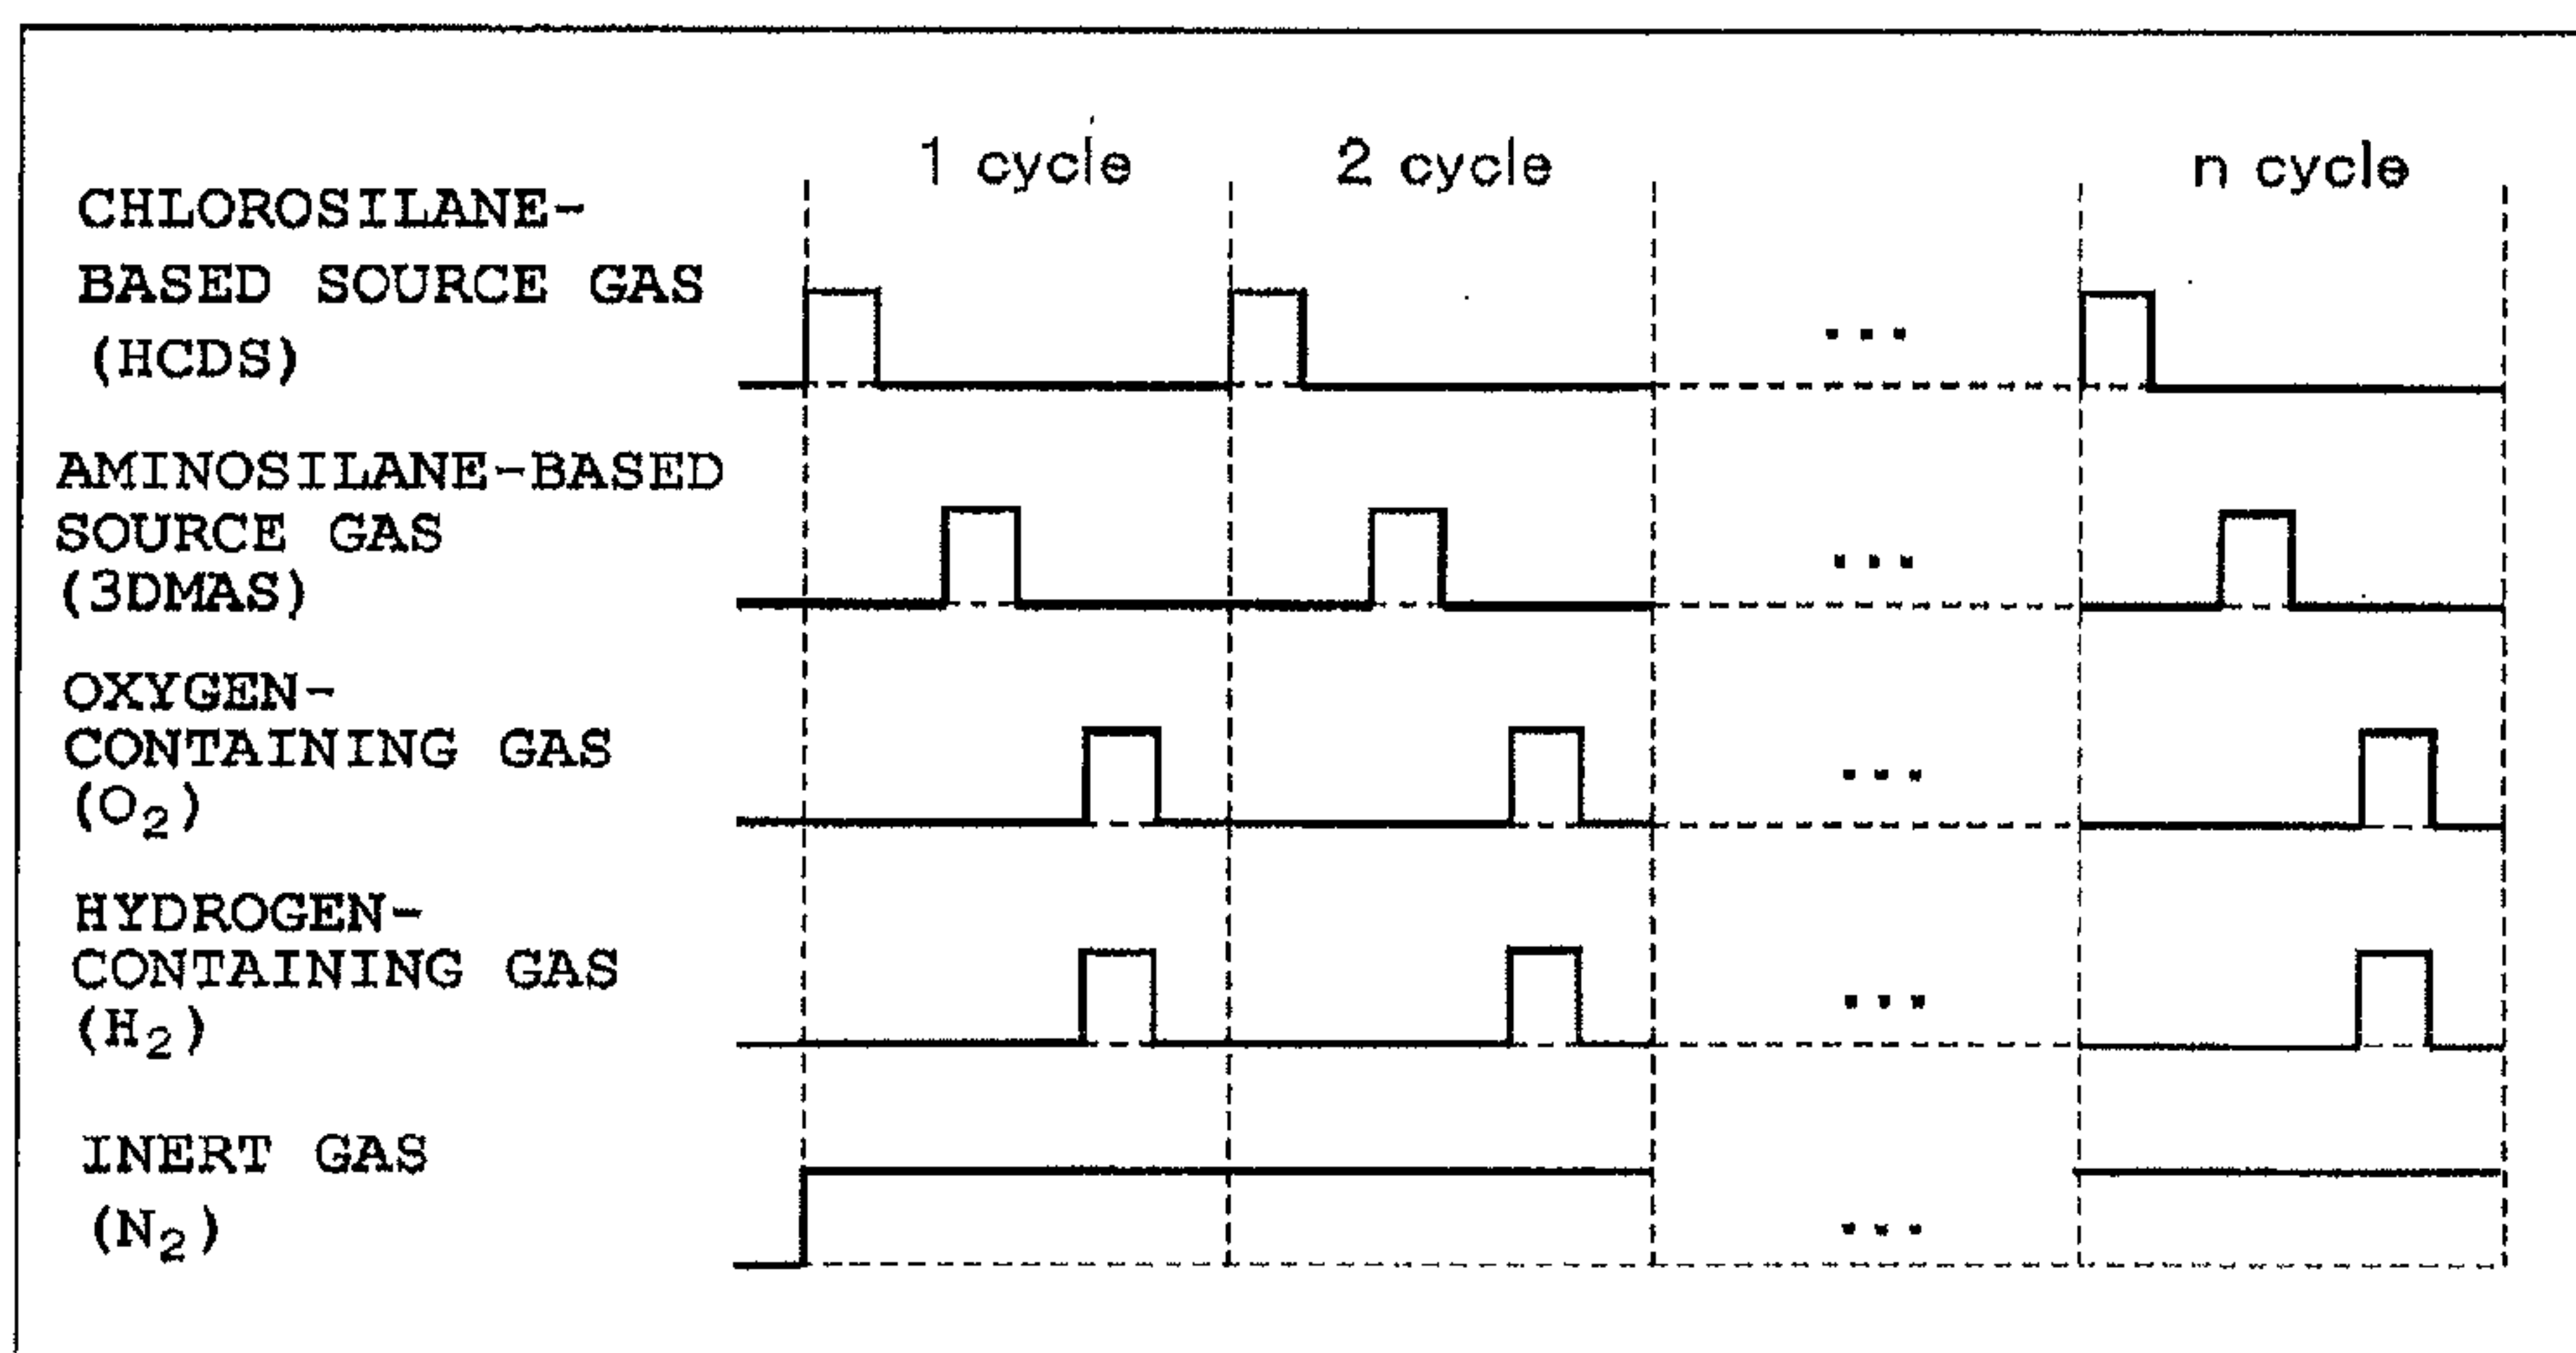 1 cycle 2 cycle n cycle
CHLOROSILANE-
BASED SOURCE GAS
(HCDS)
...
AMINOSILANE-BASED
SOURCE GAS
(3DMAS)
...
OXYGEN-
CONTAINING GAS
(O₂)
...
HYDROGEN-
CONTAINING GAS
(H₂)
...
INERT GAS
(N₂)
...